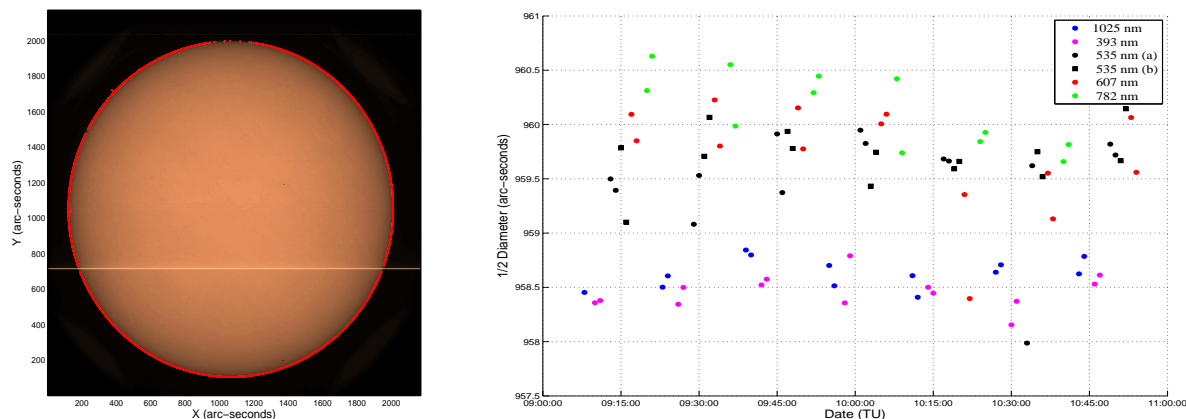 2000
1800
1600
1400
1200
1000
800
600
400
200
Y (arc−seconds)
200 400 600 800 1000 1200 1400 1600 1800 2000
X (arc−seconds)
961
960.5
960
959.5
959
958.5
958
957.5
1/2 Diameter (arc−seconds)
1025 nm
393 nm
535 nm (a)
535 nm (b)
607 nm
782 nm
09:00:00 09:15:00 09:30:00 09:45:00 10:00:00 10:15:00 10:30:00 10:45:00 11:00:00
Date (TU)